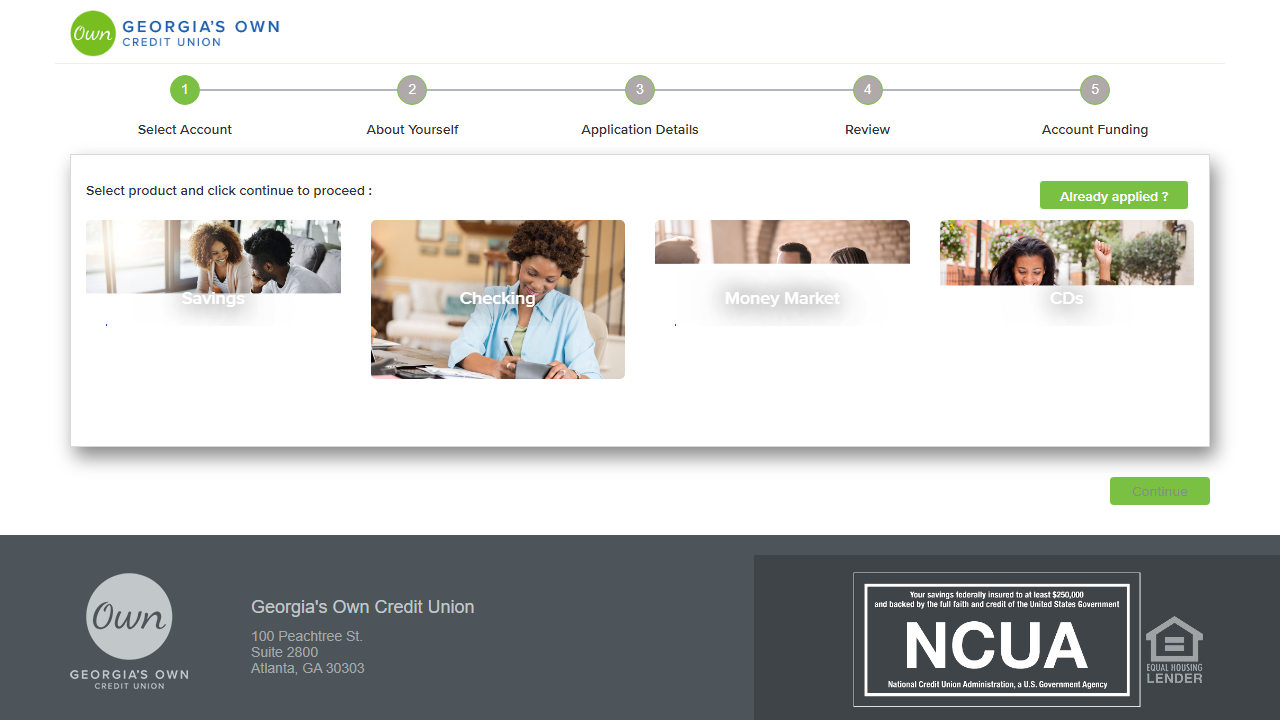 Own
GEORGIA'S OWN
CREDIT UNION
1
2
3
4
5
Select Account
About Yourself
Application Details
Review
Account Funding
Select product and click continue to proceed :
Already applied ?
Savings
Checking
Money Market
CDs
Continue
Own
GEORGIA'S OWN
CREDIT UNION
Georgia's Own Credit Union
100 Peachtree St.
Suite 2800
Atlanta, GA 30303
Your savings federally insured to at least $250,000
and backed by the full faith and credit of the United States Government
NCUA
National Credit Union Administration, a U.S. Government Agency
EQUAL HOUSING
LENDER